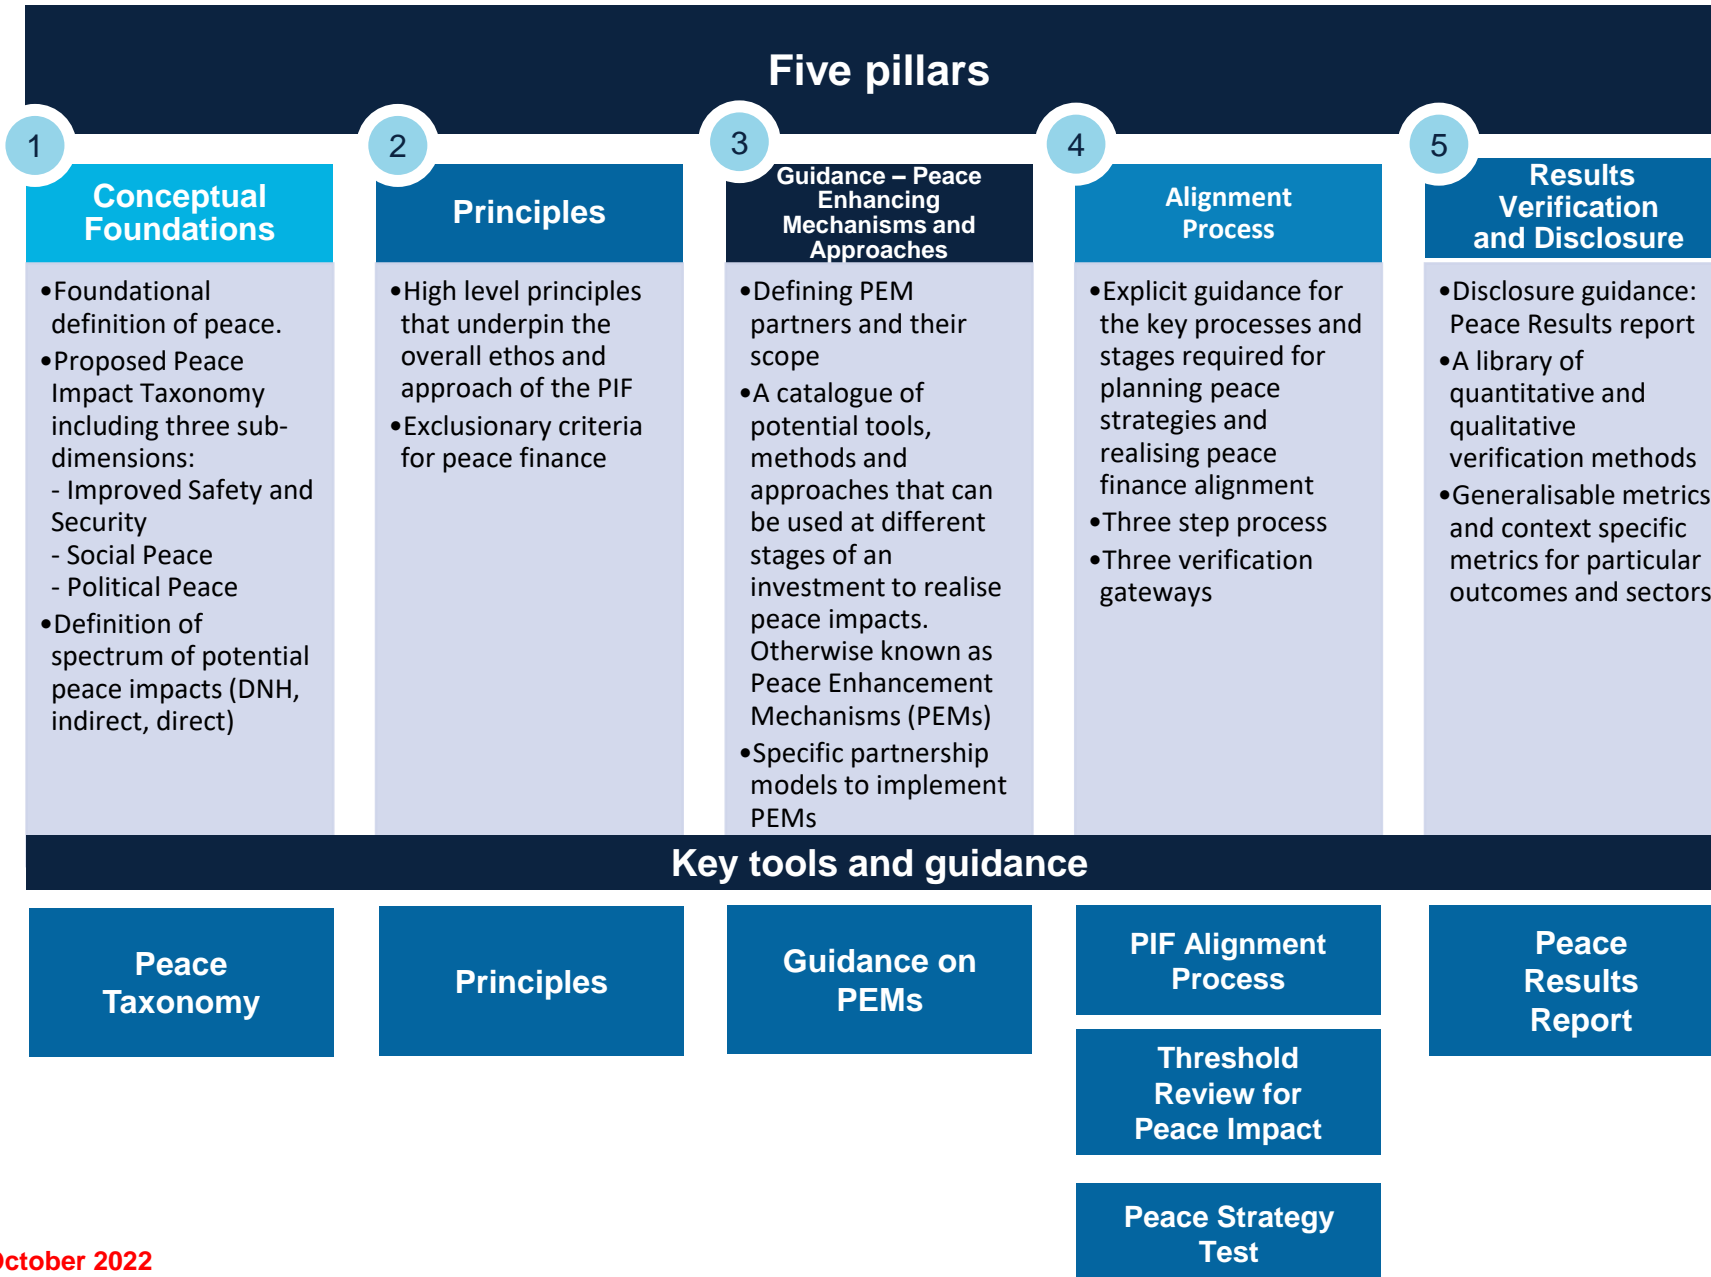 Five pillars
1
Conceptual
Foundations
•Foundational
definition of peace.
•Proposed Peace
Impact Taxonomy
including three sub-
dimensions:
- Improved Safety and
Security
- Social Peace
- Political Peace
•Definition of
spectrum of potential
peace impacts (DNH,
indirect, direct)
2
Principles
•High level principles
that underpin the
overall ethos and
approach of the PIF
•Exclusionary criteria
for peace finance
3
Guidance – Peace
Enhancing
Mechanisms and
Approaches
•Defining PEM
partners and their
scope
•A catalogue of
potential tools,
methods and
approaches that can
be used at different
stages of an
investment to realise
peace impacts.
Otherwise known as
Peace Enhancement
Mechanisms (PEMs)
•Specific partnership
models to implement
PEMs
4
Alignment
Process
•Explicit guidance for
the key processes and
stages required for
planning peace
strategies and
realising peace
finance alignment
•Three step process
•Three verification
gateways
5
Results
Verification
and Disclosure
•Disclosure guidance:
Peace Results report
•A library of
quantitative and
qualitative
verification methods
•Generalisable metrics
and context specific
metrics for particular
outcomes and sectors
Key tools and guidance
Peace
Taxonomy
Principles
Guidance on
PEMs
PIF Alignment
Process
Threshold
Review for
Peace Impact
Peace Strategy
Test
Peace
Results
Report
October 2022